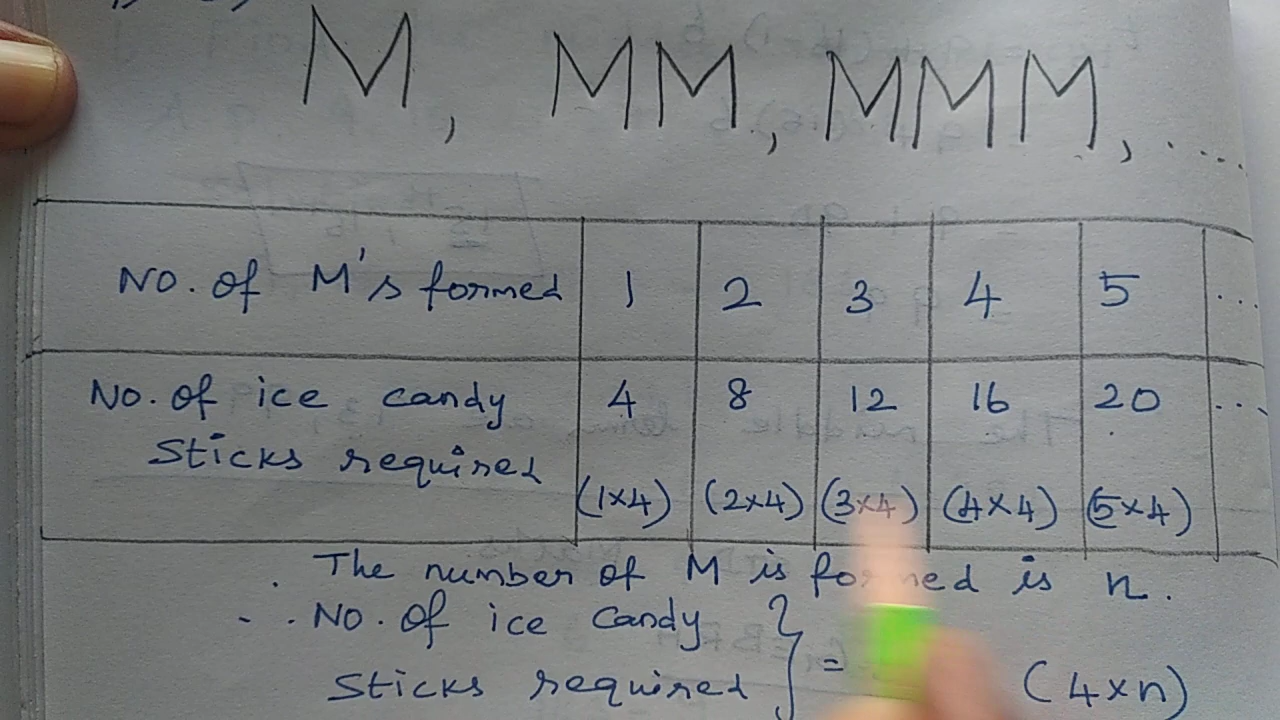 M, MM, MMM, ....
NO. of M's formed 1 2 3 4 5 ...
No. of ice candy 4 8 12 16 20 ...
Sticks required
(1×4) (2×4) (3×4) (4×4) (5×4)
The number of M is formed is n.
No. of ice candy
Sticks required } = (4×n)